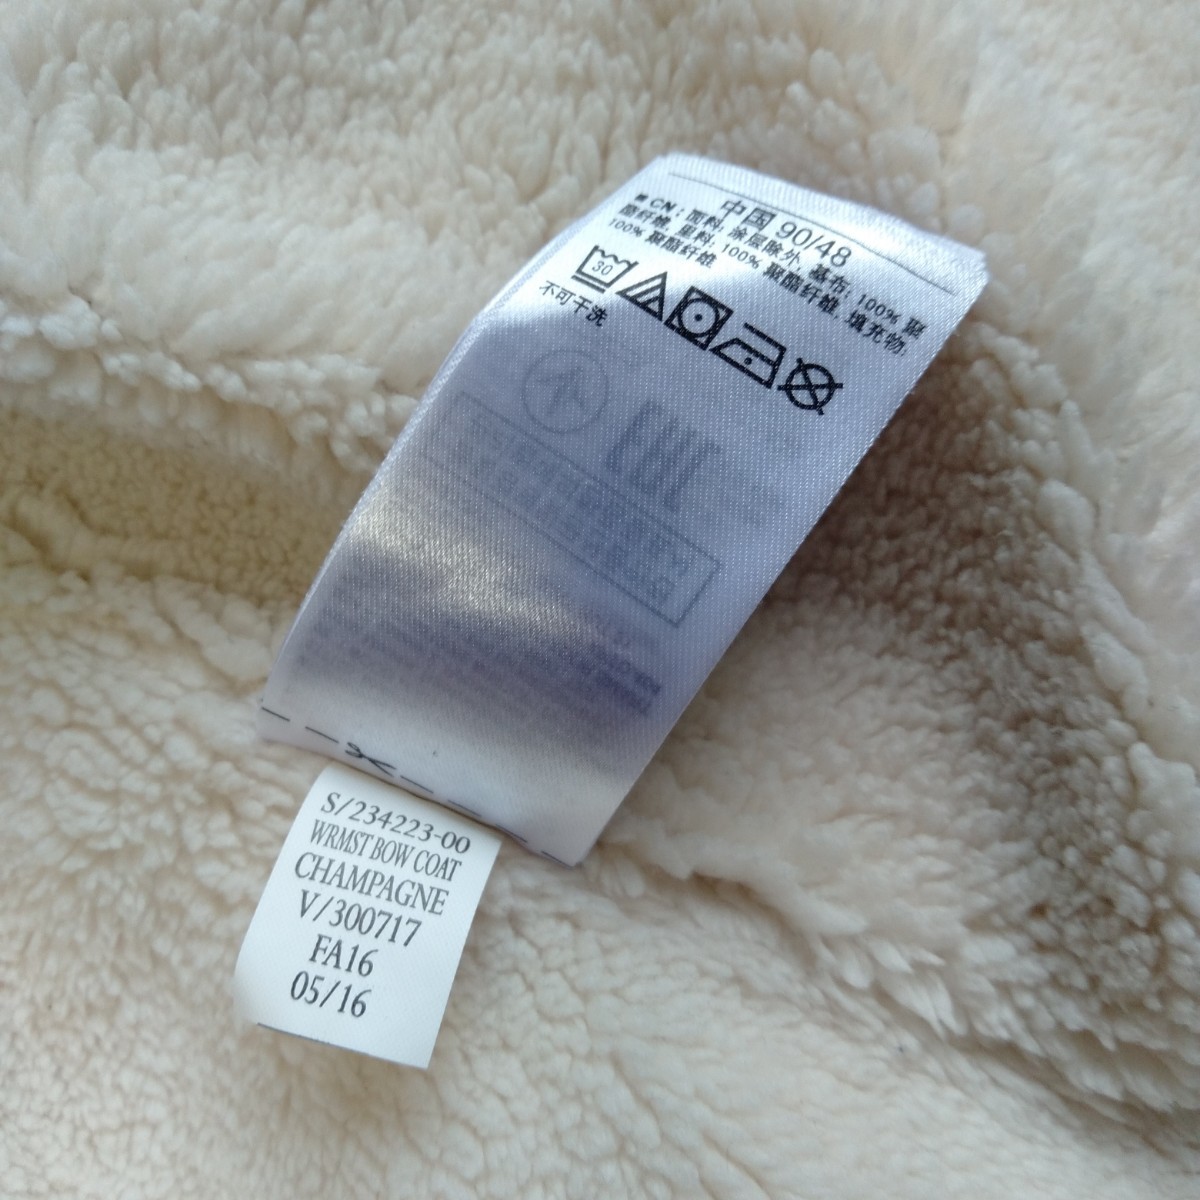 中国 90/48
CN: 面料, 涂层除外, 基布: 100% 聚
酯纤维, 里料: 100% 聚酯纤维, 填充物:
100% 聚酯纤维
30
不可干洗
S/234223-00
WRMST BOW COAT
CHAMPAGNE
V/300717
FA16
05/16